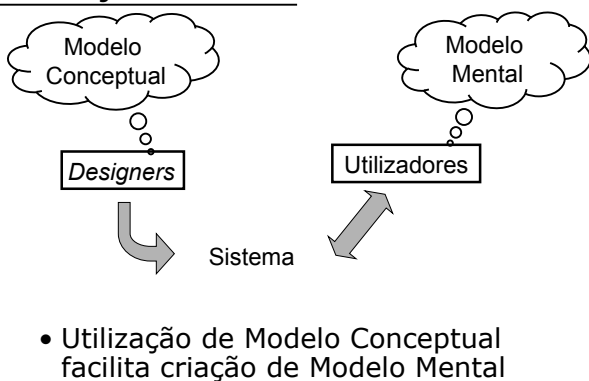 Modelo
Conceptual
Modelo
Mental
Designers
Utilizadores
Sistema
• Utilização de Modelo Conceptual
facilita criação de Modelo Mental